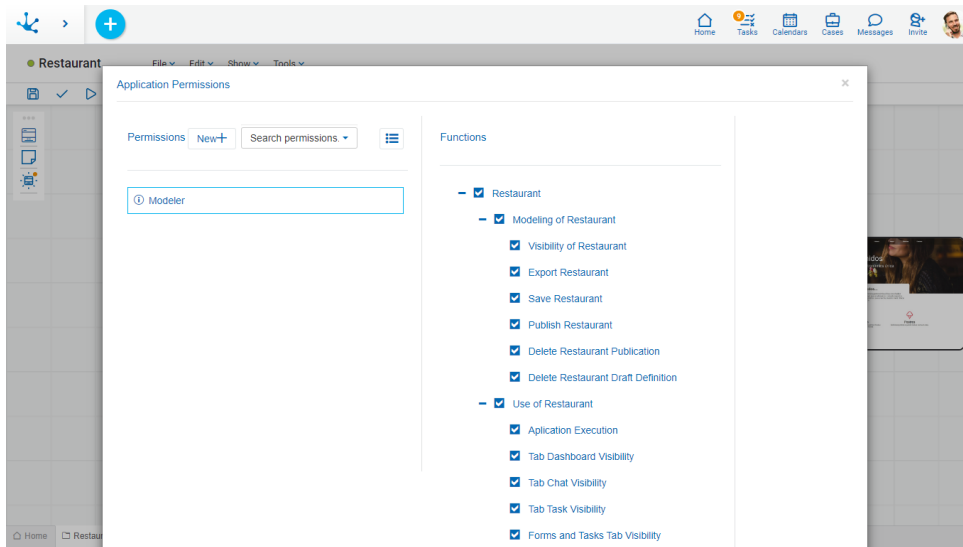 9
Home Tasks Calendars Cases Messages Invite
Restaurant File Edit Show Tools
Application Permissions ×
Permissions New+ Search permissions. Functions
Modeler
Restaurant
Modeling of Restaurant
Visibility of Restaurant
Export Restaurant
Save Restaurant
Publish Restaurant
Delete Restaurant Publication
Delete Restaurant Draft Definition
Use of Restaurant
Aplication Execution
Tab Dashboard Visibility
Tab Chat Visibility
Tab Task Visibility
Forms and Tasks Tab Visibility
Home Restaur